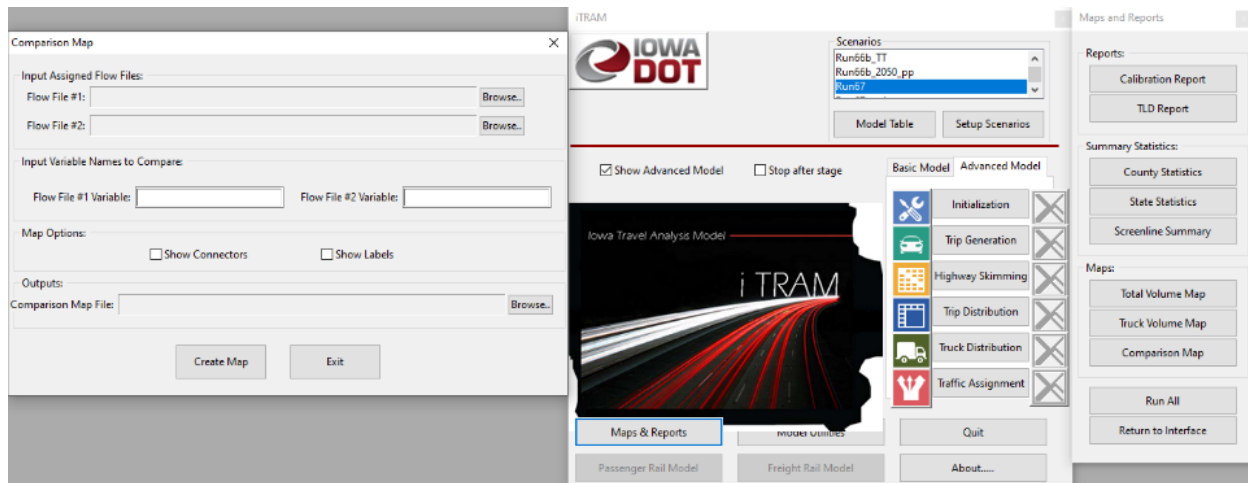 Comparison Map
Input Assigned Flow Files:
Flow File #1:
Browse..
Flow File #2:
Browse..
Input Variable Names to Compare:
Flow File #1 Variable:
Flow File #2 Variable:
Map Options:
Show Connectors
Show Labels
Outputs:
Comparison Map File:
Browse..
Create Map
Exit
iTRAM
IOWA
DOT
Scenarios
Run66b_TT
Run66b_2050_pp
Run67
Model Table
Setup Scenarios
Show Advanced Model
Stop after stage
Basic Model
Advanced Model
Iowa Travel Analysis Model
i TRAM
Initialization
Trip Generation
Highway Skimming
Trip Distribution
Truck Distribution
Traffic Assignment
Maps & Reports
Model Utilities
Quit
Passenger Rail Model
Freight Rail Model
About.....
Maps and Reports
Reports:
Calibration Report
TLD Report
Summary Statistics:
County Statistics
State Statistics
Screenline Summary
Maps:
Total Volume Map
Truck Volume Map
Comparison Map
Run All
Return to Interface